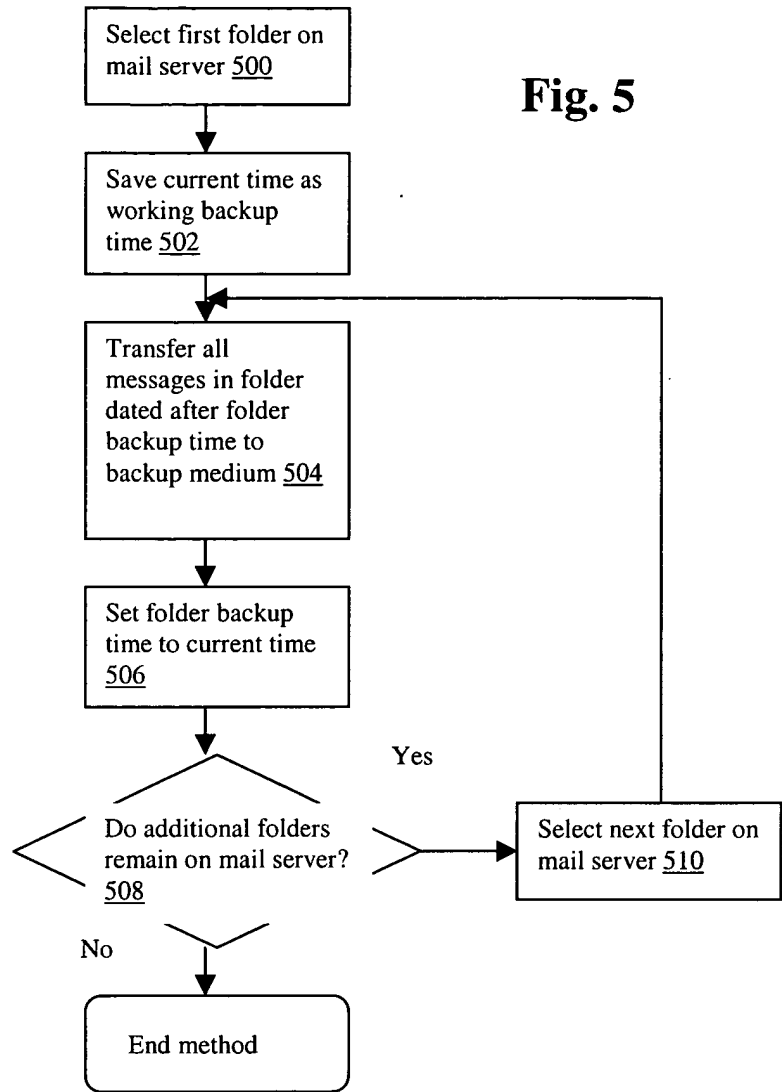 Select first folder on
mail server 500
Fig. 5
Save current time as
working backup
time 502
Transfer all
messages in folder
dated after folder
backup time to
backup medium 504
Set folder backup
time to current time
506
Yes
Do additional folders
remain on mail server?
508
Select next folder on
mail server 510
No
End method